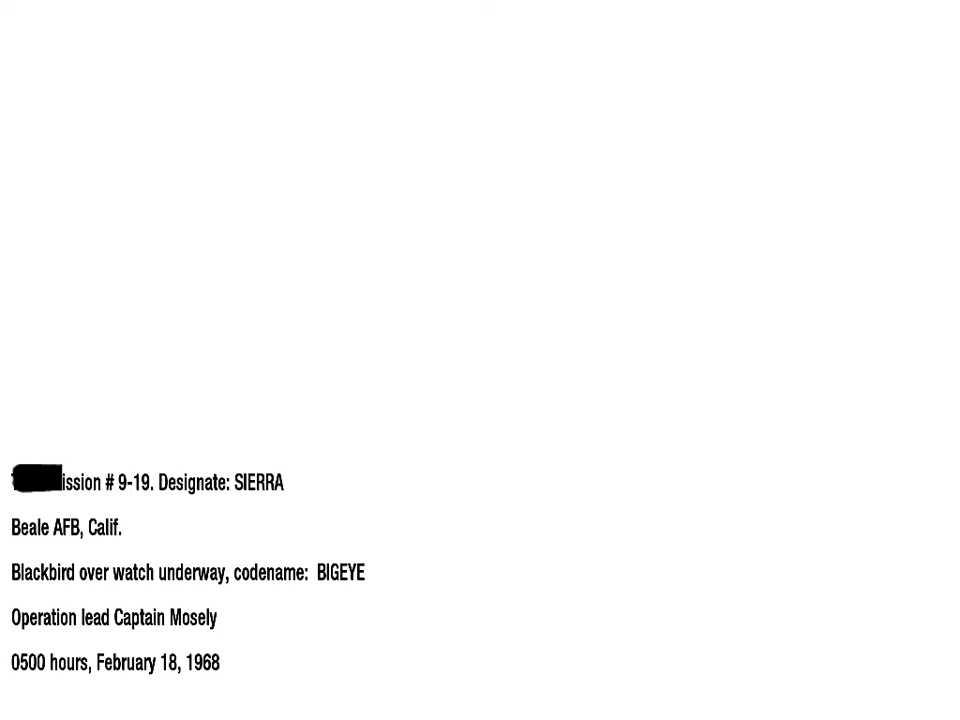 # 9-19. Designate: SIERRA
Beale AFB, Calif.
Blackbird over watch underway, codename: BIGEYE
Operation lead Captain Mosely
0500 hours, February 18, 1968